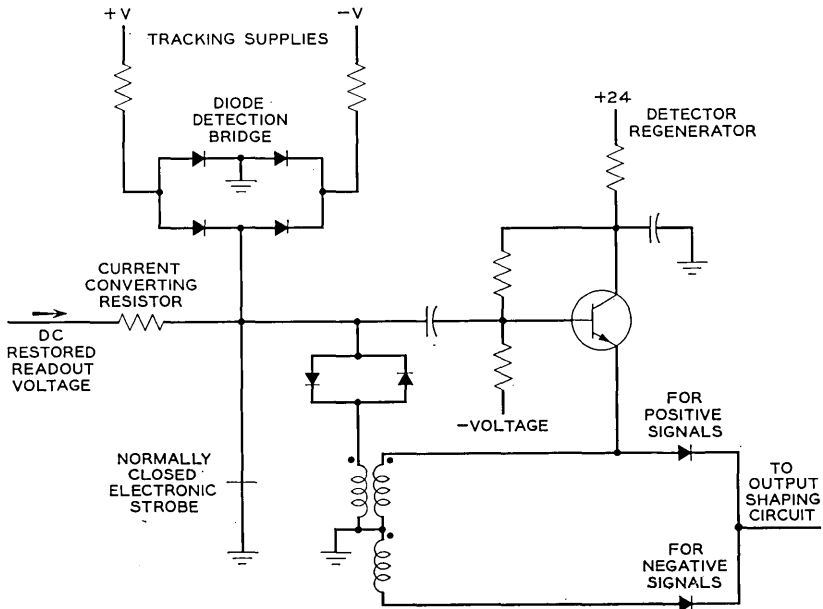 +V
-V
TRACKING SUPPLIES
DIODE
DETECTION
BRIDGE
+24
DETECTOR
REGENERATOR
CURRENT
CONVERTING
RESISTOR
DC
RESTORED
READOUT
VOLTAGE
-VOLTAGE
FOR
POSITIVE
SIGNALS
NORMALLY
CLOSED
ELECTRONIC
STROBE
TO
OUTPUT
SHAPING
CIRCUIT
FOR
NEGATIVE
SIGNALS